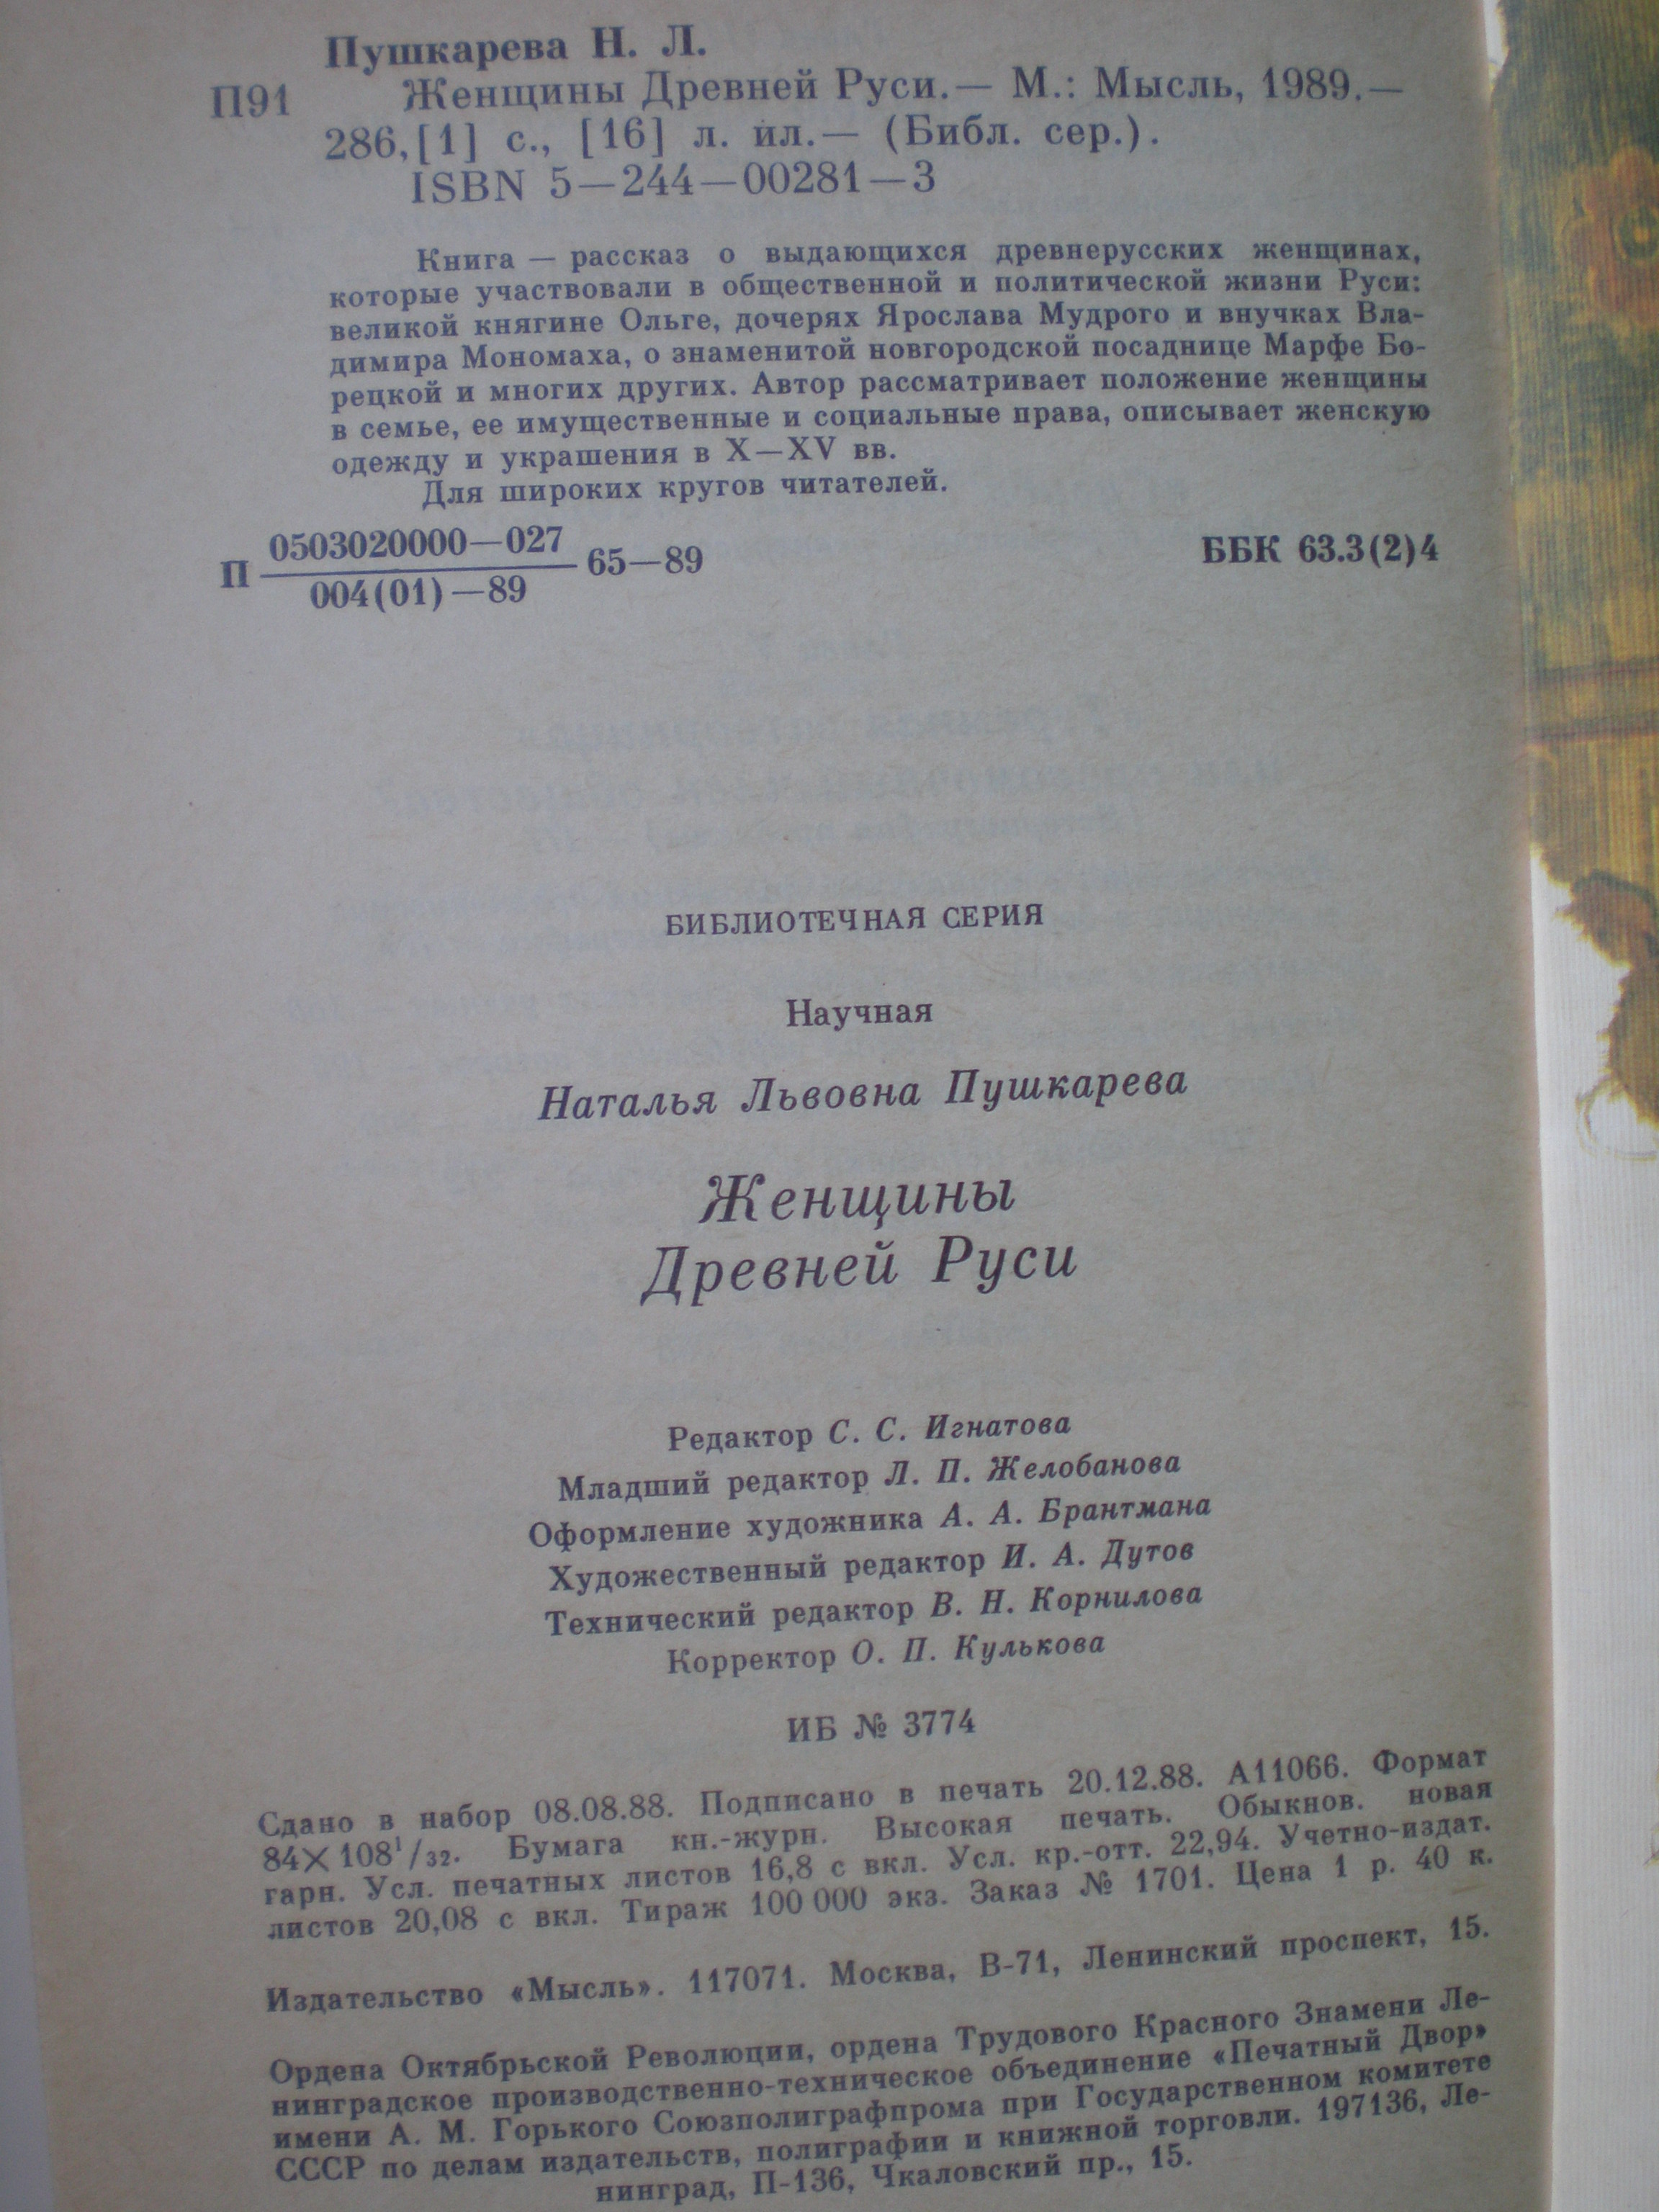 Пушкарева Н. Л.
П91 Женщины Древней Руси.— М.: Мысль, 1989.—
286,[1] с., [16] л. ил.— (Библ. сер.).
ISBN 5—244—00281—3
Книга — рассказ о выдающихся древнерусских женщинах,
которые участвовали в общественной и политической жизни Руси:
великой княгине Ольге, дочерях Ярослава Мудрого и внучках Вла-
димира Мономаха, о знаменитой новгородской посаднице Марфе Бо-
рецкой и многих других. Автор рассматривает положение женщины
в семье, ее имущественные и социальные права, описывает женскую
одежду и украшения в X—XV вв.
Для широких кругов читателей.
0503020000—027
П 65—89 ББК 63.3(2)4
004(01)—89
БИБЛИОТЕЧНАЯ СЕРИЯ
Научная
Наталья Львовна Пушкарева
Женщины
Древней Руси
Редактор С. С. Игнатова
Младший редактор Л. П. Желобанова
Оформление художника А. А. Брантмана
Художественный редактор И. А. Дутов
Технический редактор В. Н. Корнилова
Корректор О. П. Кулькова
ИБ № 3774
Сдано в набор 08.08.88. Подписано в печать 20.12.88. А11066. Формат
84×108¹/₃₂. Бумага кн.-журн. Высокая печать. Обыкнов. новая
гарн. Усл. печатных листов 16,8 с вкл. Усл. кр.-отт. 22,94. Учетно-издат.
листов 20,08 с вкл. Тираж 100 000 экз. Заказ № 1701. Цена 1 р. 40 к.
Издательство «Мысль». 117071. Москва, В-71, Ленинский проспект, 15.
Ордена Октябрьской Революции, ордена Трудового Красного Знамени Ле-
нинградское производственно-техническое объединение «Печатный Двор»
имени А. М. Горького Союзполиграфпрома при Государственном комитете
СССР по делам издательств, полиграфии и книжной торговли. 197136, Ле-
нинград, П-136, Чкаловский пр., 15.